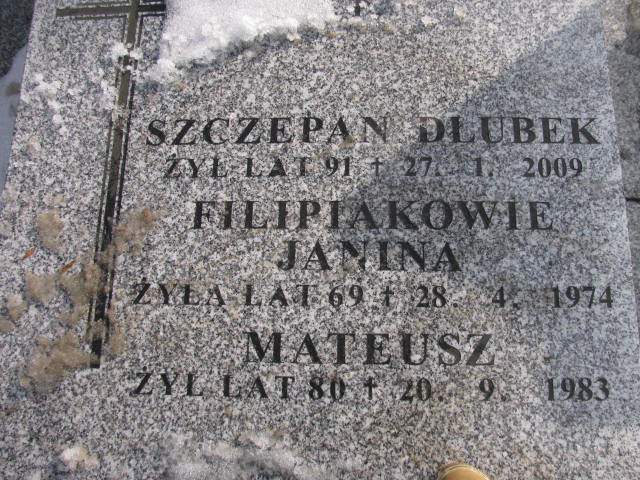 SZCZEPAN DŁUBEK
ŻYŁ LAT 91 † 27. 1. 2009
FILIPIAKOWIE
JANINA
ŻYŁA LAT 69 † 28. 4. 1974
MATEUSZ
ŻYŁ LAT 80 † 20. 9. 1983